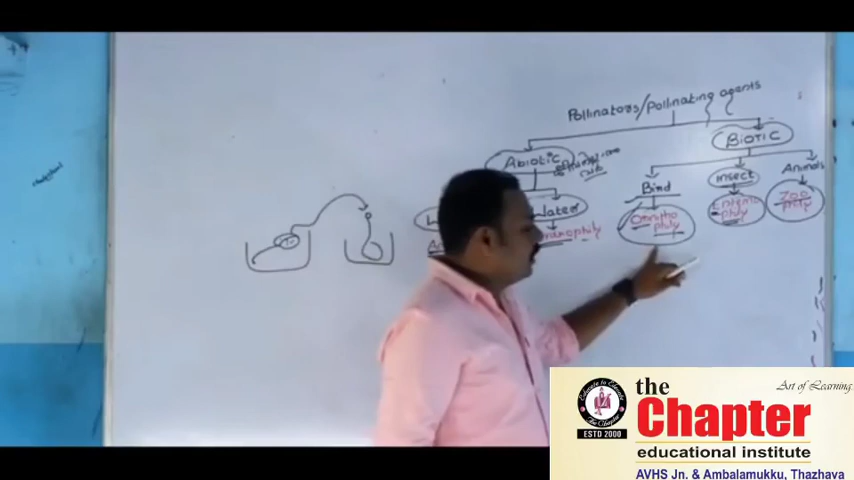 Pollinators/pollinating agents
Abiotic
BIOTIC
Bird
insect
Animals
Water
Ornitho
phily
Entemo
phily
ZOO
phily
the
Art of Learning
Chapter
educational institute
ESTD 2000
AVHS Jn. & Ambalamukku, Thazhava